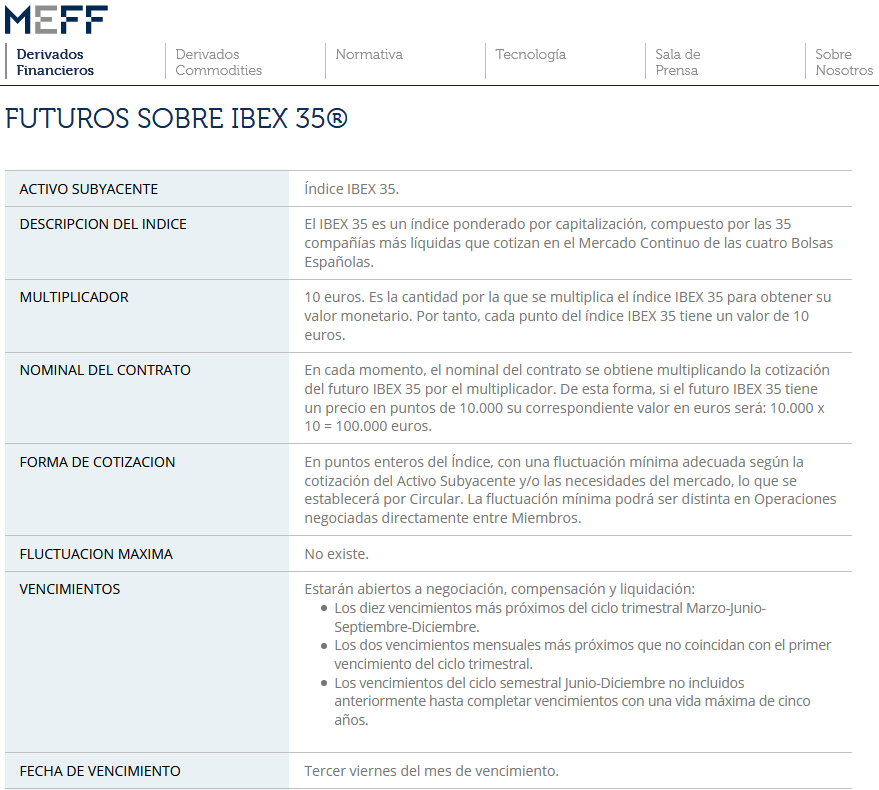 MEFF
Derivados Financieros
Derivados Commodities
Normativa
Tecnología
Sala de Prensa
Sobre Nosotros
FUTUROS SOBRE IBEX 35®
ACTIVO SUBYACENTE
Índice IBEX 35.
DESCRIPCION DEL INDICE
El IBEX 35 es un índice ponderado por capitalización, compuesto por las 35
compañías más líquidas que cotizan en el Mercado Continuo de las cuatro Bolsas
Españolas.
MULTIPLICADOR
10 euros. Es la cantidad por la que se multiplica el índice IBEX 35 para obtener su
valor monetario. Por tanto, cada punto del índice IBEX 35 tiene un valor de 10
euros.
NOMINAL DEL CONTRATO
En cada momento, el nominal del contrato se obtiene multiplicando la cotización
del futuro IBEX 35 por el multiplicador. De esta forma, si el futuro IBEX 35 tiene
un precio en puntos de 10.000 su correspondiente valor en euros será: 10.000 x
10 = 100.000 euros.
FORMA DE COTIZACION
En puntos enteros del Índice, con una fluctuación mínima adecuada según la
cotización del Activo Subyacente y/o las necesidades del mercado, lo que se
establecerá por Circular. La fluctuación mínima podrá ser distinta en Operaciones
negociadas directamente entre Miembros.
FLUCTUACION MAXIMA
No existe.
VENCIMIENTOS
Estarán abiertos a negociación, compensación y liquidación:
• Los diez vencimientos más próximos del ciclo trimestral Marzo-Junio-
Septiembre-Diciembre.
• Los dos vencimientos mensuales más próximos que no coincidan con el primer
vencimiento del ciclo trimestral.
• Los vencimientos del ciclo semestral Junio-Diciembre no incluidos
anteriormente hasta completar vencimientos con una vida máxima de cinco
años.
FECHA DE VENCIMIENTO
Tercer viernes del mes de vencimiento.